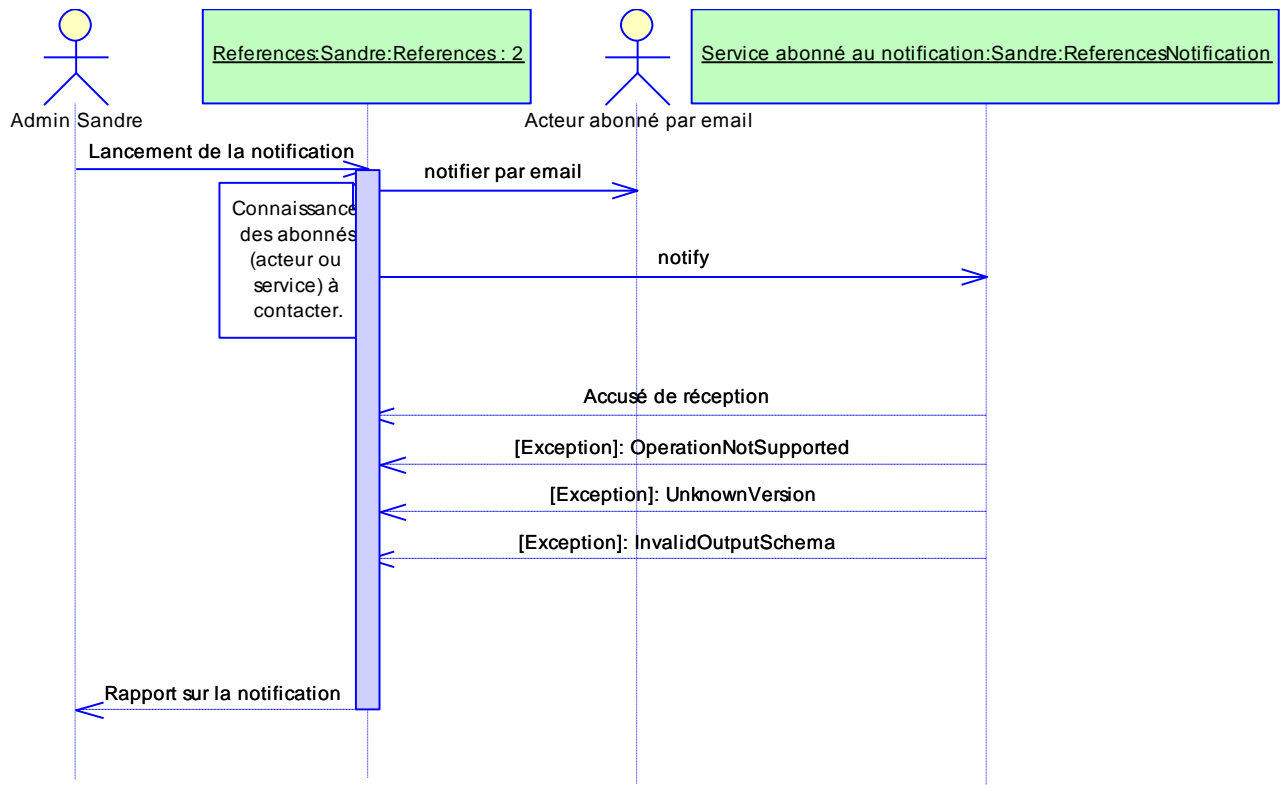 References:Sandre:References : 2
Service abonné au notification:Sandre:ReferencesNotification
Admin Sandre
Acteur abonné par email
Lancement de la notification
notifier par email
Connaissance
des abonnés
(acteur ou
service) à
contacter.
notify
Accusé de réception
[Exception]: OperationNotSupported
[Exception]: UnknownVersion
[Exception]: InvalidOutputSchema
Rapport sur la notification